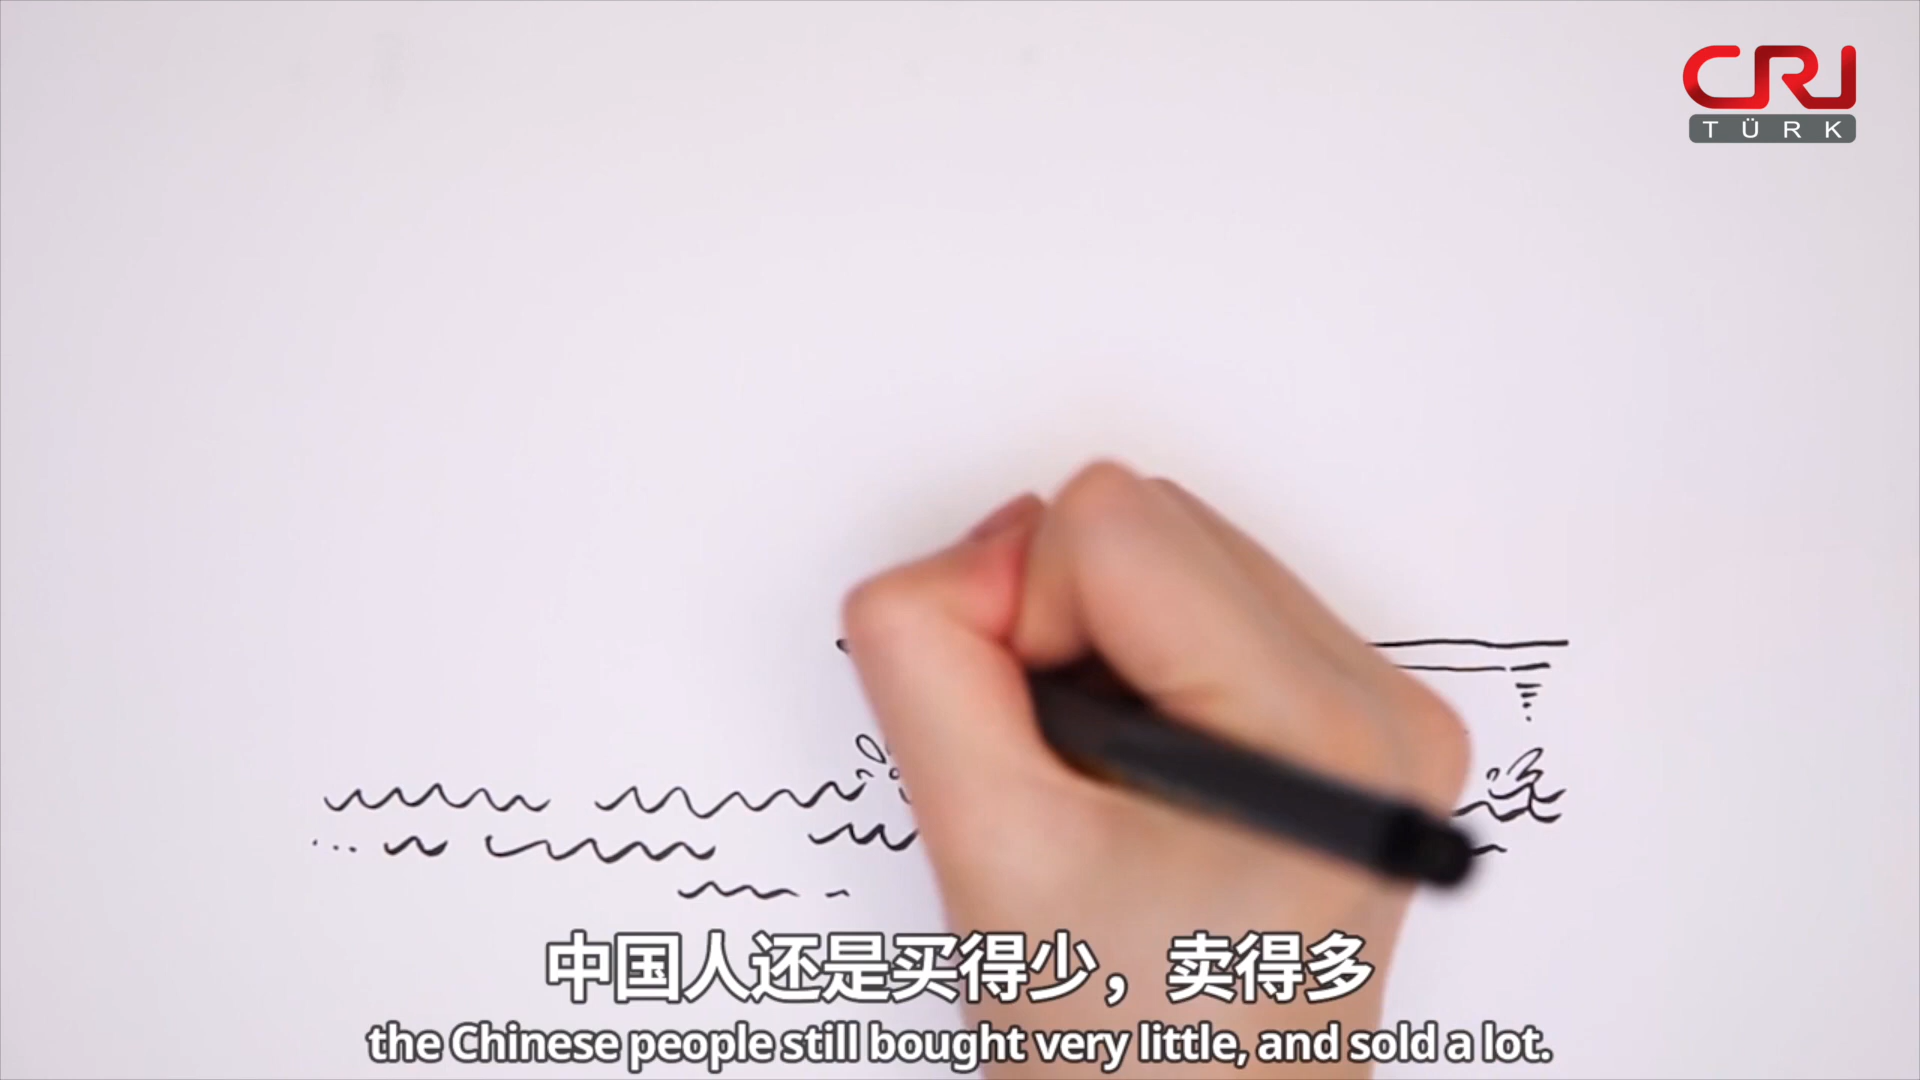 CRI
TÜRK
中国人还是买得少，卖得多
the Chinese people still bought very little, and sold a lot.